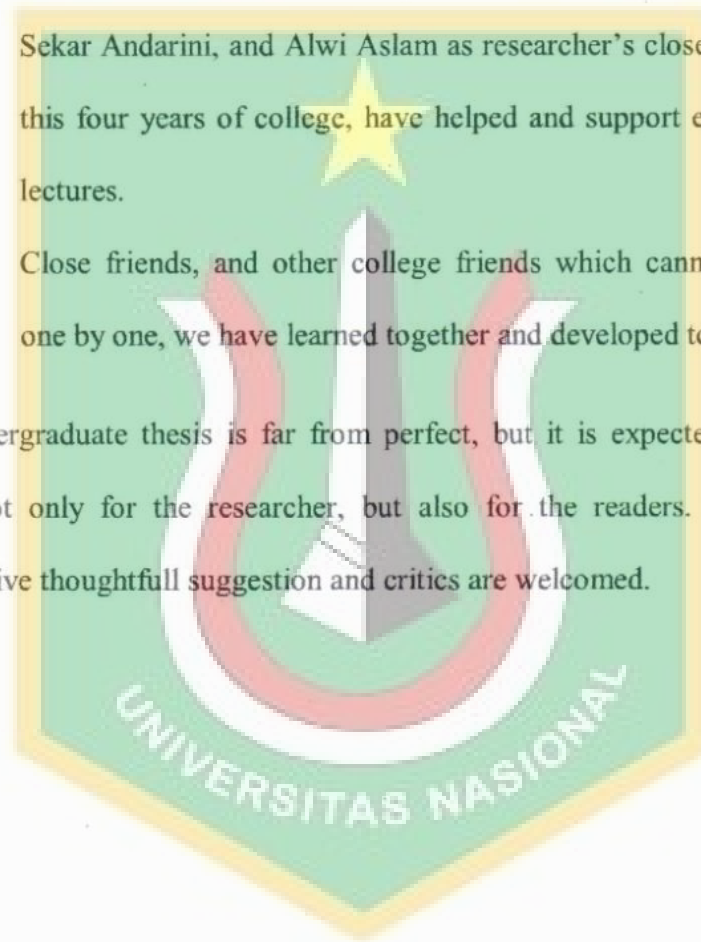 Sekar Andarini, and Alwi Aslam as researcher's close
this four years of college, have helped and support e
lectures.
Close friends, and other college friends which cann
one by one, we have learned together and developed to
ergraduate thesis is far from perfect, but it is expecte
ot only for the researcher, but also for the readers.
ive thoughtfull suggestion and critics are welcomed.
UNIVERSITAS NASIONAL